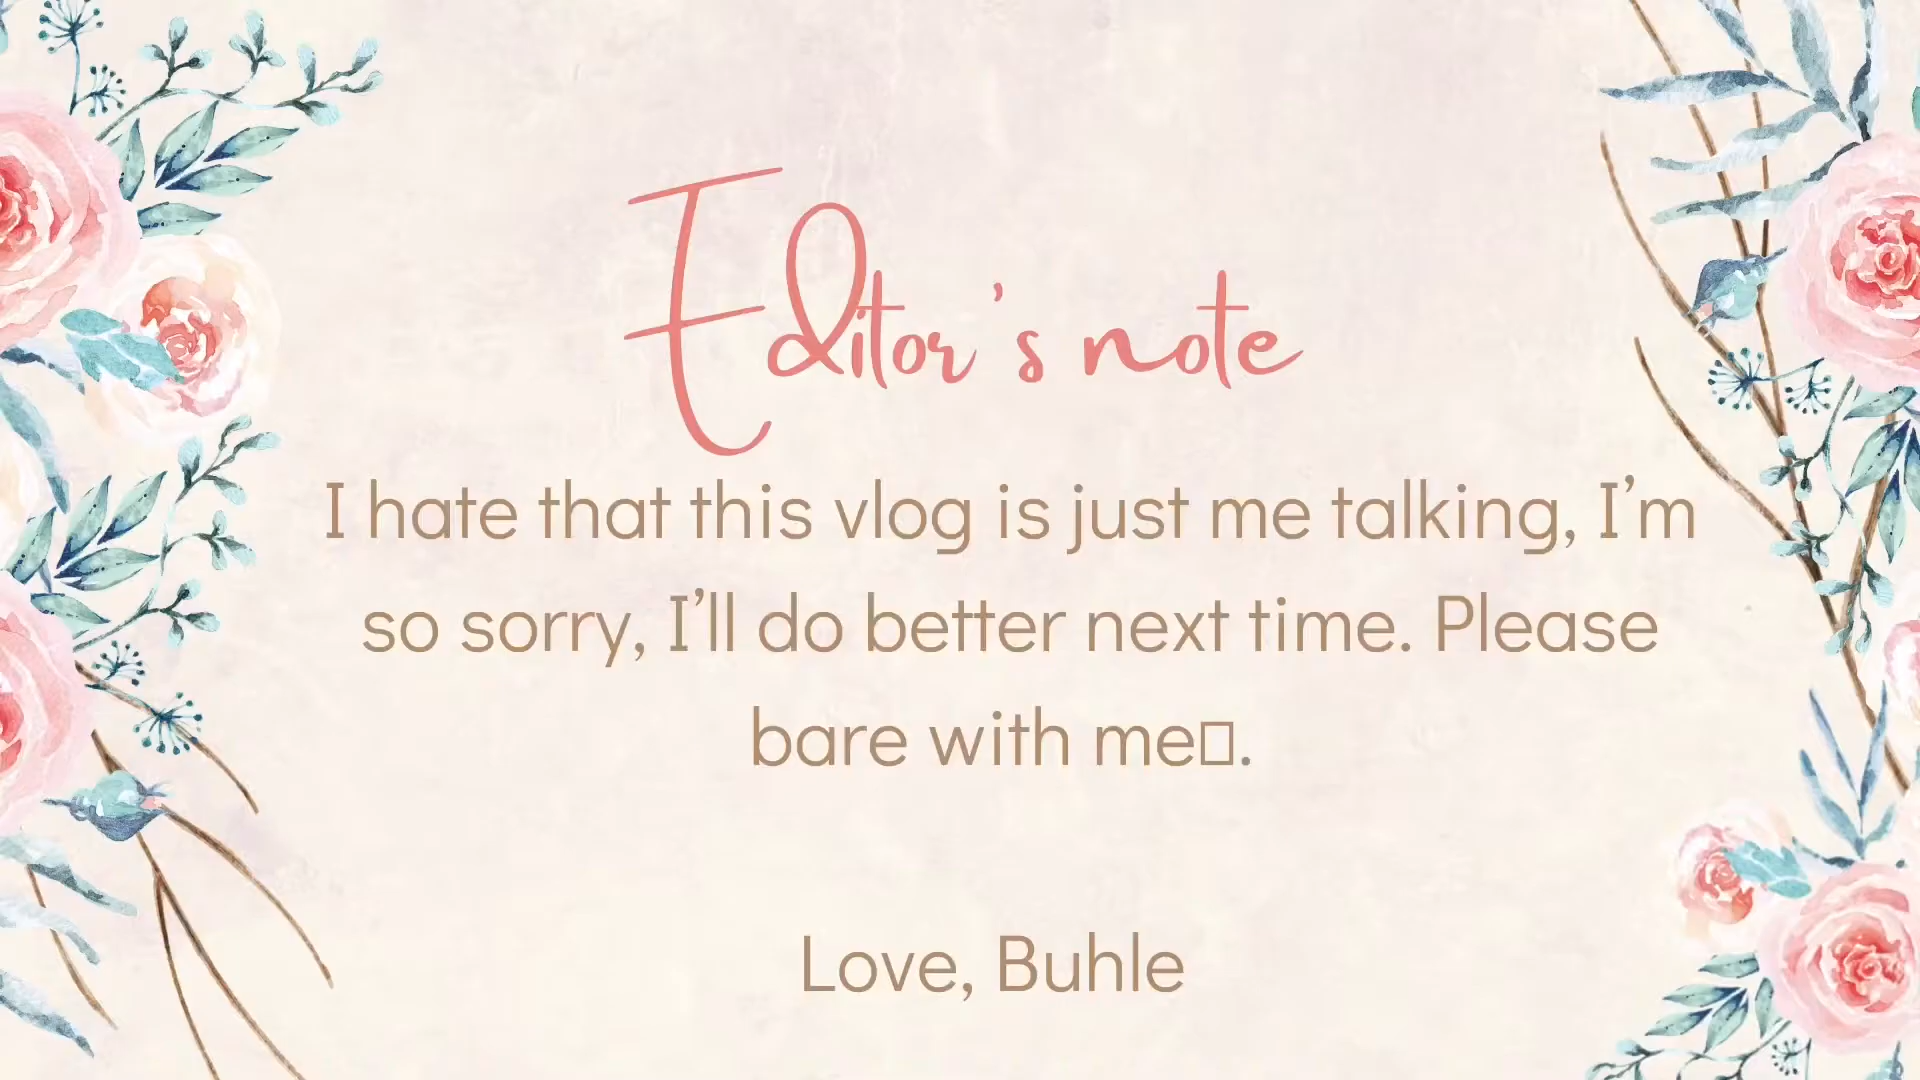 Editor's note
I hate that this vlog is just me talking, I'm
so sorry, I'll do better next time. Please
bare with me□.
Love, Buhle